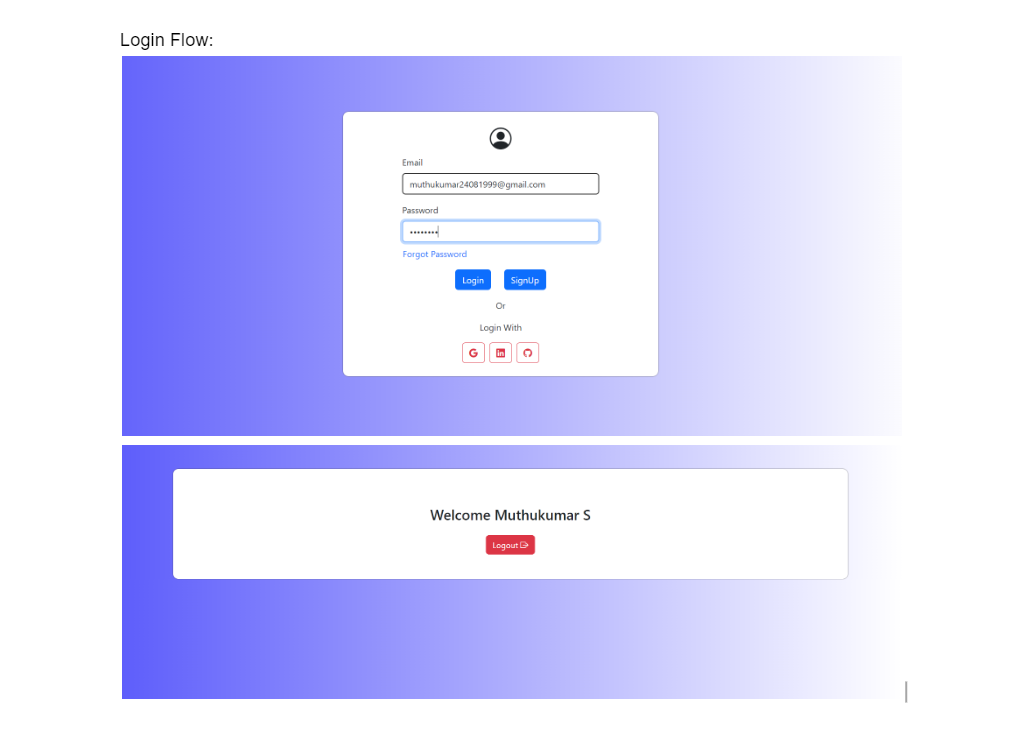 Login Flow:
Email
muthukumar24081999@gmail.com
Password
••••••••
Forgot Password
Login SignUp
Or
Login With
Welcome Muthukumar S
Logout